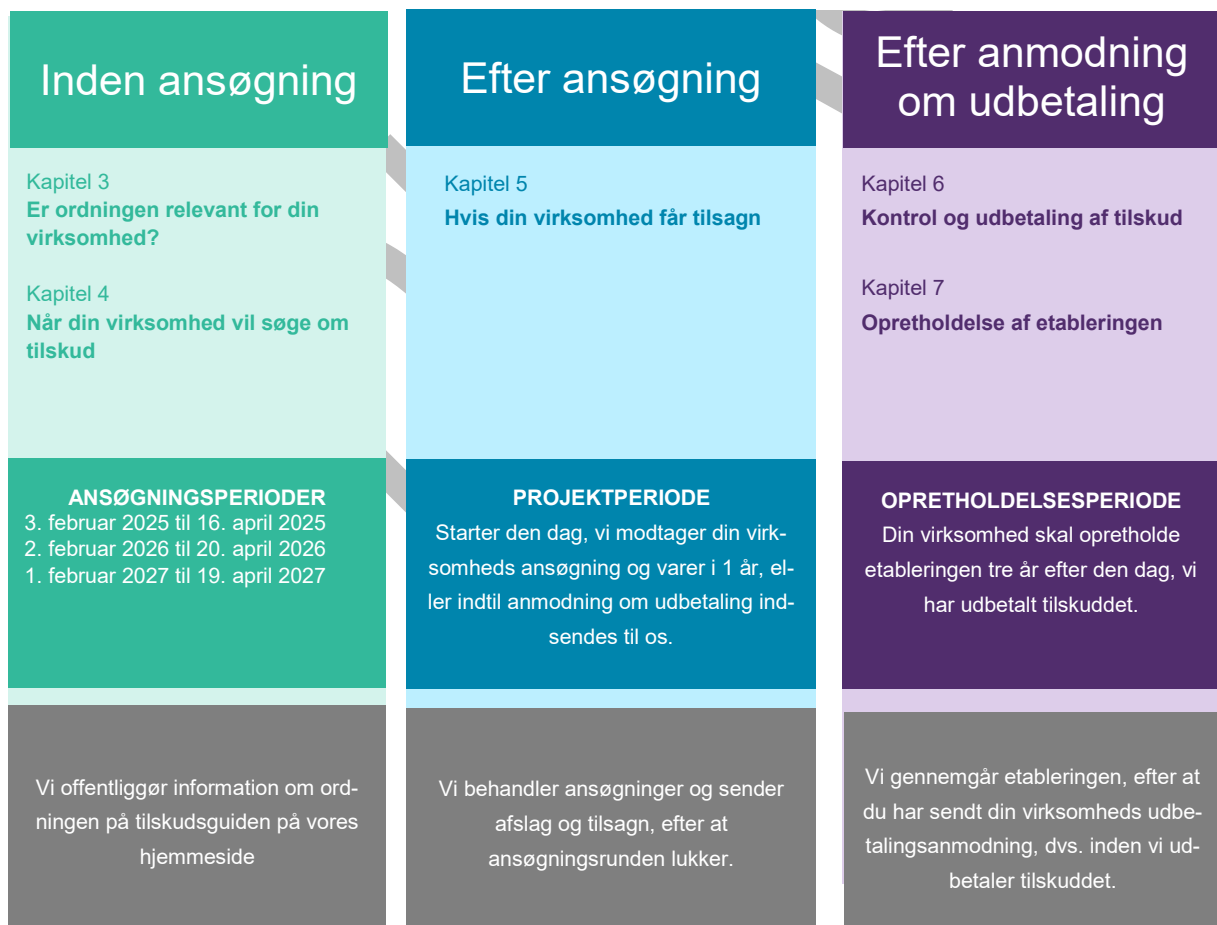 Inden ansøgning
Kapitel 3
Er ordningen relevant for din
virksomhed?
Kapitel 4
Når din virksomhed vil søge om
tilskud
ANSØGNINGSPERIODER
3. februar 2025 til 16. april 2025
2. februar 2026 til 20. april 2026
1. februar 2027 til 19. april 2027
Vi offentliggør information om ord-
ningen på tilskudsguiden på vores
hjemmeside
Efter ansøgning
Kapitel 5
Hvis din virksomhed får tilsagn
PROJEKTPERIODE
Starter den dag, vi modtager din virk-
somheds ansøgning og varer i 1 år, el-
ler indtil anmodning om udbetaling ind-
sendes til os.
Vi behandler ansøgninger og sender
afslag og tilsagn, efter at
ansøgningsrunden lukker.
Efter anmodning
om udbetaling
Kapitel 6
Kontrol og udbetaling af tilskud
Kapitel 7
Opretholdelse af etableringen
OPRETHOLDELSESPERIODE
Din virksomhed skal opretholde
etableringen tre år efter den dag, vi
har udbetalt tilskuddet.
Vi gennemgår etableringen, efter at
du har sendt din virksomheds udbe-
talingsanmodning, dvs. inden vi ud-
betaler tilskuddet.